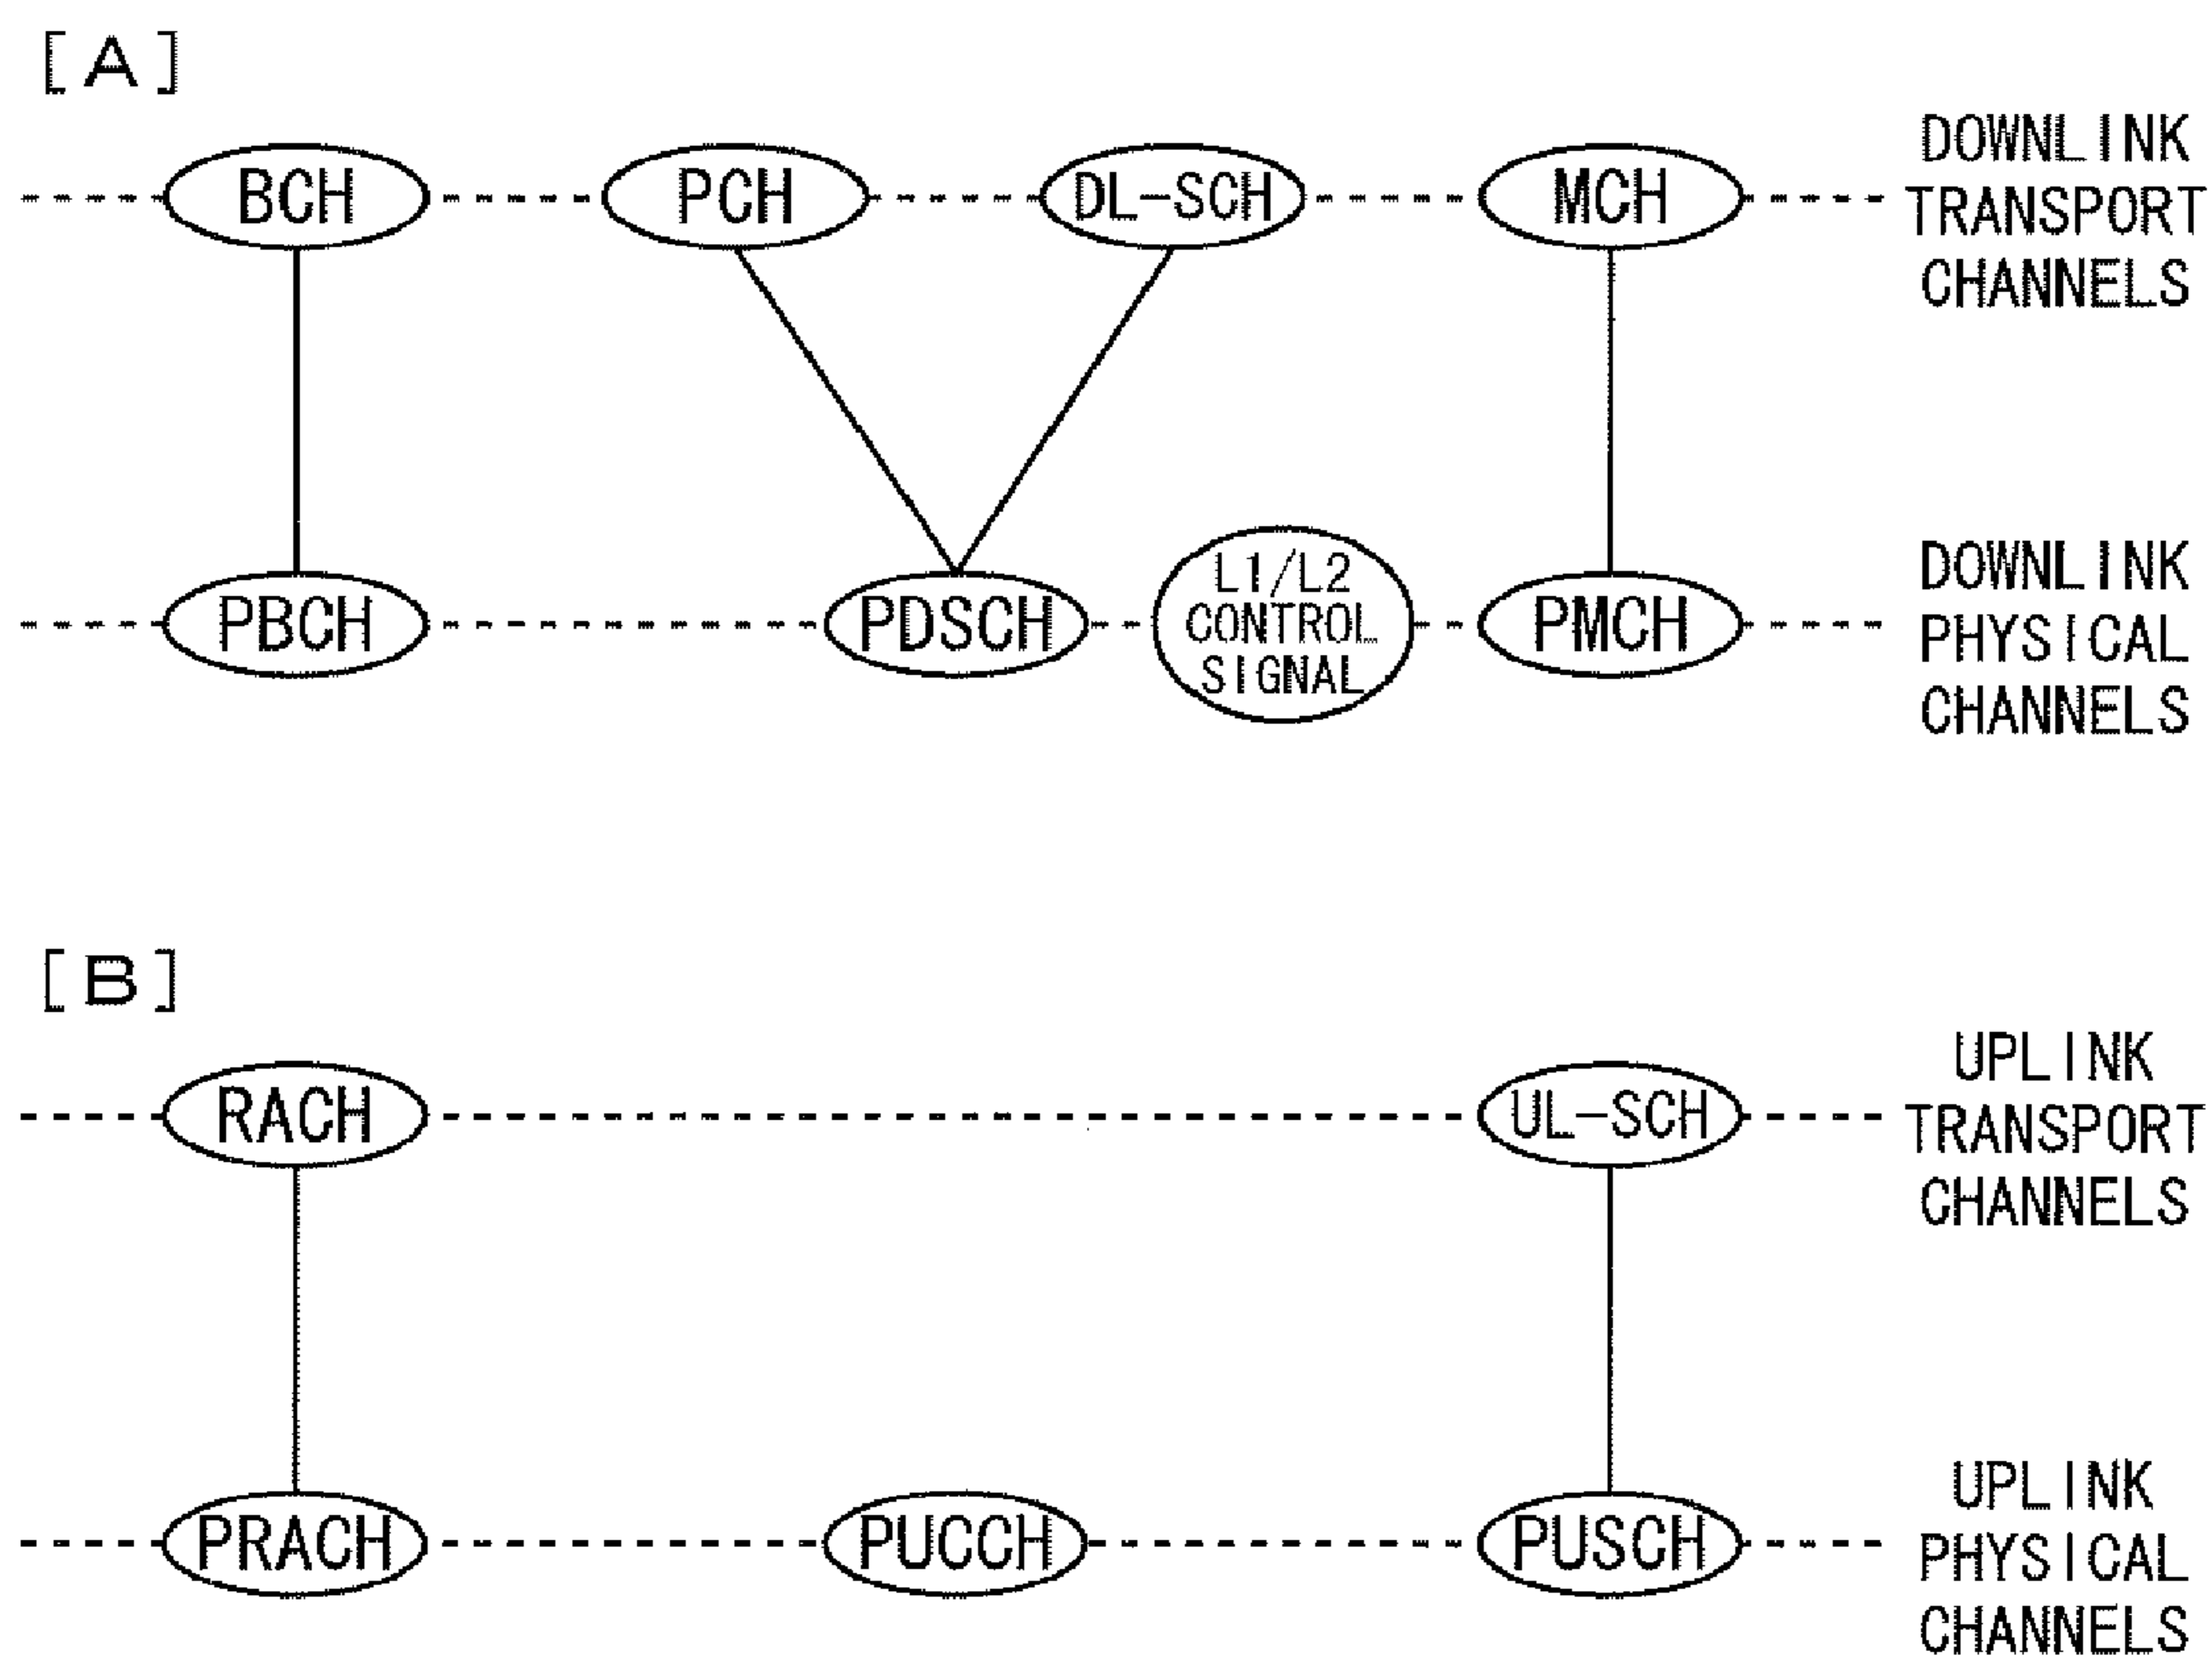 [A]
BCH
PCH
DL-SCH
MCH
DOWNLINK
TRANSPORT
CHANNELS
PBCH
PDSCH
L1/L2
CONTROL
SIGNAL
PMCH
DOWNLINK
PHYSICAL
CHANNELS
[B]
RACH
UL-SCH
UPLINK
TRANSPORT
CHANNELS
PRACH
PUCCH
PUSCH
UPLINK
PHYSICAL
CHANNELS